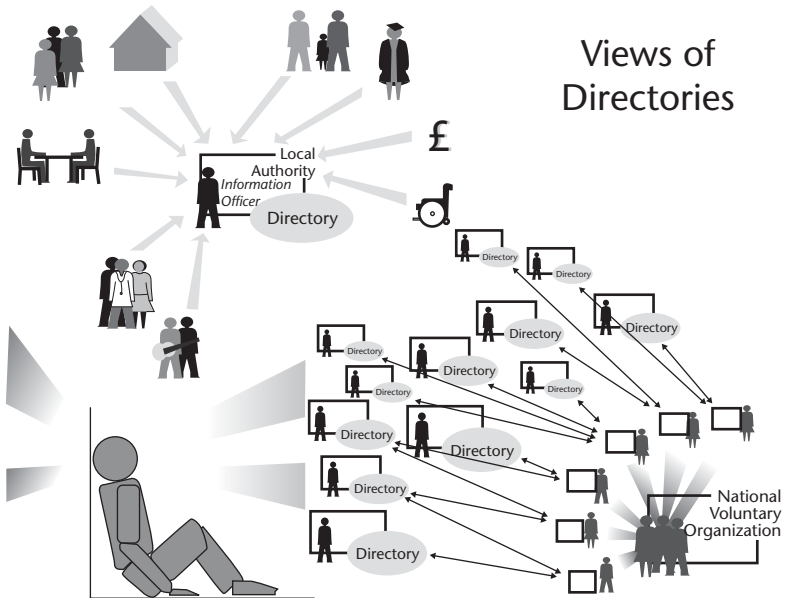 Views of
Directories
£
Local
Authority
Information
Officer
Directory
Directory
Directory
Directory
Directory
Directory
Directory
Directory
Directory
Directory
Directory
Directory
Directory
National
Voluntary
Organization